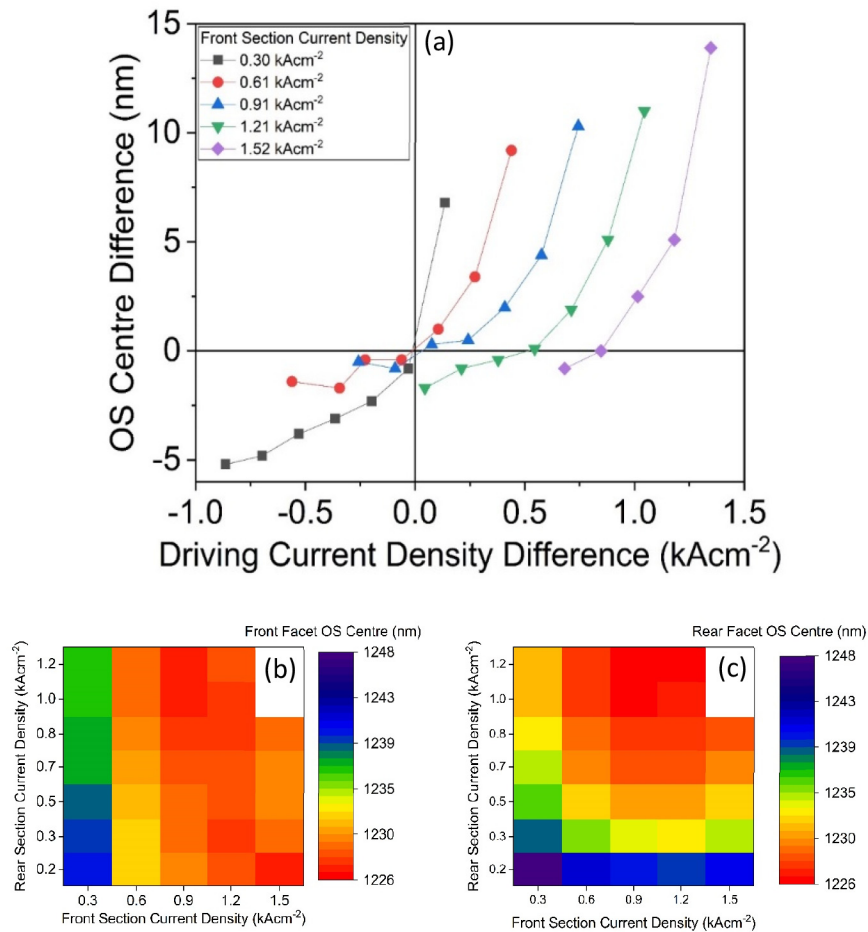 Front Section Current Density
0.30 kAcm⁻²
0.61 kAcm⁻²
0.91 kAcm⁻²
1.21 kAcm⁻²
1.52 kAcm⁻²
(a)
15
10
5
0
-5
OS Centre Difference (nm)
-1.0 -0.5 0.0 0.5 1.0 1.5
Driving Current Density Difference (kAcm⁻²)
Front Facet OS Centre (nm)
(b)
1.2
1.0
0.8
0.7
0.5
0.3
0.2
Rear Section Current Density (kAcm⁻²)
0.3 0.6 0.9 1.2 1.5
Front Section Current Density (kAcm⁻²)
1248
1243
1239
1235
1230
1226
Rear Facet OS Centre (nm)
(c)
1.2
1.0
0.8
0.7
0.5
0.3
0.2
Rear Section Current Density (kAcm⁻²)
0.3 0.6 0.9 1.2 1.5
Front Section Current Density (kAcm⁻²)
1248
1243
1239
1235
1230
1226